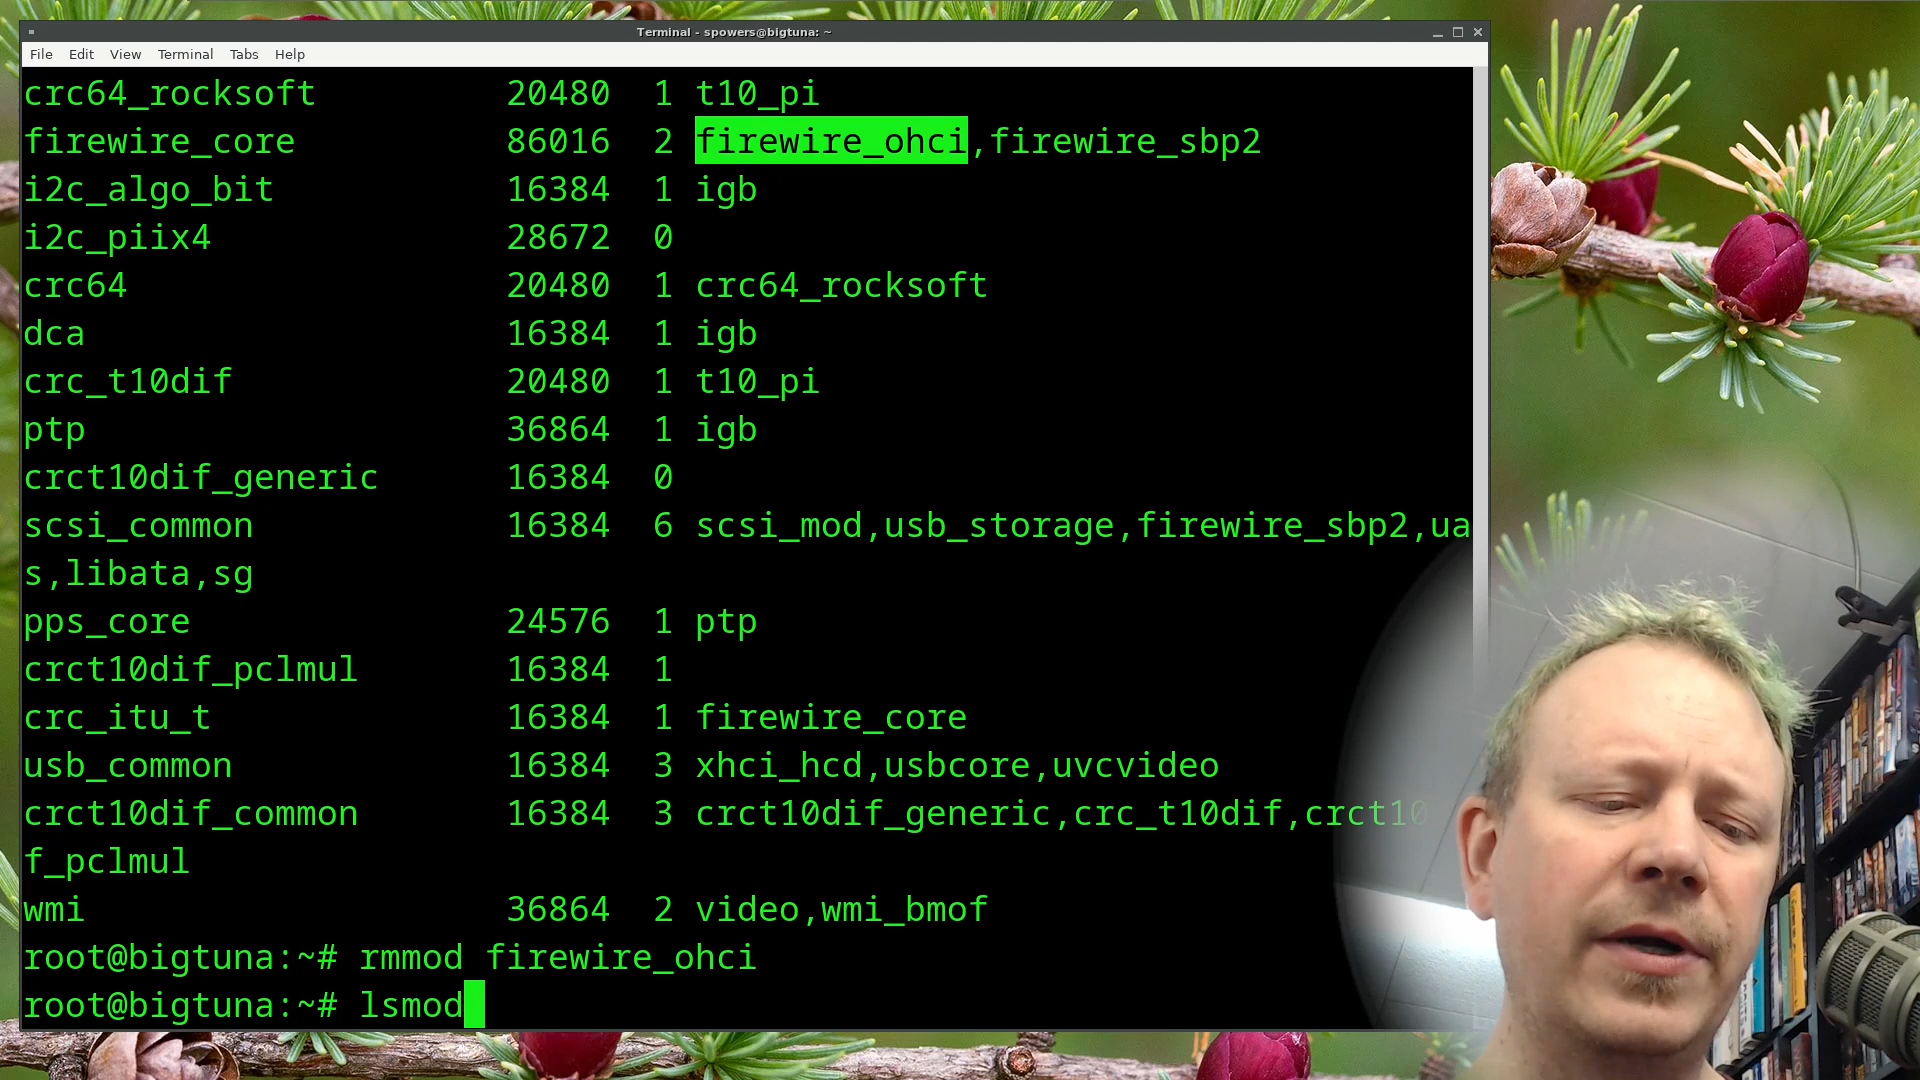 Terminal - spowers@bigtuna: ~
File Edit View Terminal Tabs Help
crc64_rocksoft 20480 1 t10_pi
firewire_core 86016 2 firewire_ohci,firewire_sbp2
i2c_algo_bit 16384 1 igb
i2c_piix4 28672 0
crc64 20480 1 crc64_rocksoft
dca 16384 1 igb
crc_t10dif 20480 1 t10_pi
ptp 36864 1 igb
crct10dif_generic 16384 0
scsi_common 16384 6 scsi_mod,usb_storage,firewire_sbp2,ua
s,libata,sg
pps_core 24576 1 ptp
crct10dif_pclmul 16384 1
crc_itu_t 16384 1 firewire_core
usb_common 16384 3 xhci_hcd,usbcore,uvcvideo
crct10dif_common 16384 3 crct10dif_generic,crc_t10dif,crct10
f_pclmul
wmi 36864 2 video,wmi_bmof
root@bigtuna:~# rmmod firewire_ohci
root@bigtuna:~# lsmod